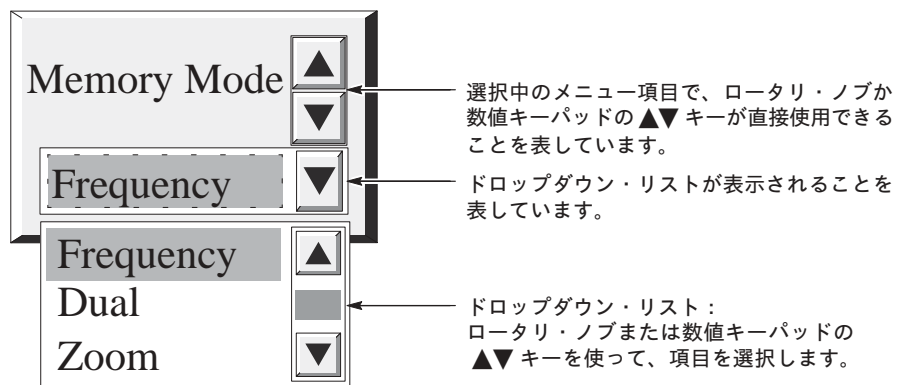 Memory Mode
選択中のメニュー項目で、ロータリ・ノブか
数値キーパッドの ▲▼ キーが直接使用できる
ことを表しています。
Frequency
ドロップダウン・リストが表示されることを
表しています。
Frequency
Dual
Zoom
ドロップダウン・リスト：
ロータリ・ノブまたは数値キーパッドの
▲▼ キーを使って、項目を選択します。